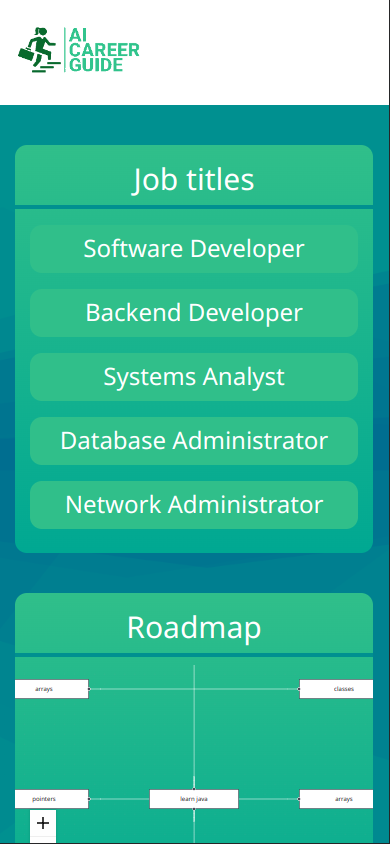 AI
CAREER
GUIDE
Job titles
Software Developer
Backend Developer
Systems Analyst
Database Administrator
Network Administrator
Roadmap
arrays
classes
pointers
learn java
arrays
+